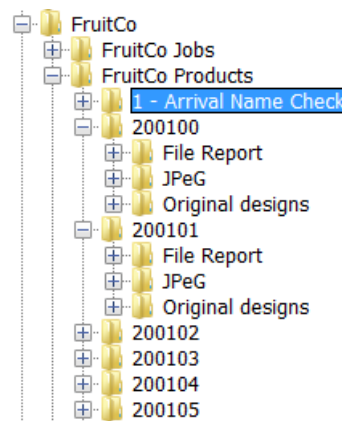 FruitCo
FruitCo Jobs
FruitCo Products
1 - Arrival Name Check
200100
File Report
JPeG
Original designs
200101
File Report
JPeG
Original designs
200102
200103
200104
200105